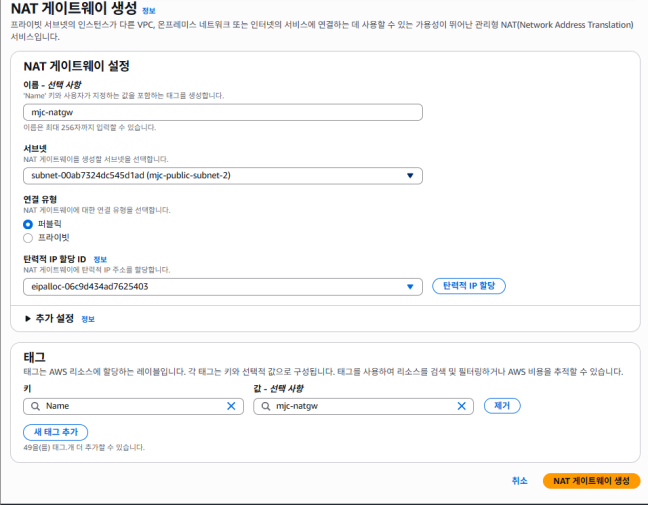 NAT 게이트웨이 생성 정보
프라이빗 서브넷의 인스턴스가 다른 VPC, 온프레미스 네트워크 또는 인터넷의 서비스에 연결하는 데 사용할 수 있는 가용성이 뛰어난 관리형 NAT(Network Address Translation)
서비스입니다.
NAT 게이트웨이 설정
이름 - 선택 사항
'Name' 키와 사용자가 지정하는 값을 포함하는 태그를 생성합니다.
mjc-natgw
이름은 최대 256자까지 입력할 수 있습니다.
서브넷
NAT 게이트웨이를 생성할 서브넷을 선택합니다.
subnet-00ab7324dc545d1ad (mjc-public-subnet-2)
연결 유형
NAT 게이트웨이에 대한 연결 유형을 선택합니다.
퍼블릭
프라이빗
탄력적 IP 할당 ID 정보
NAT 게이트웨이에 탄력적 IP 주소를 할당합니다.
eipalloc-06c9d434ad7625403 탄력적 IP 할당
추가 설정 정보
태그
태그는 AWS 리소스에 할당하는 레이블입니다. 각 태그는 키와 선택적 값으로 구성됩니다. 태그를 사용하여 리소스를 검색 및 필터링하거나 AWS 비용을 추적할 수 있습니다.
키 값 - 선택 사항
Name mjc-natgw 제거
새 태그 추가
49을(를) 태그.개 더 추가할 수 있습니다.
취소 NAT 게이트웨이 생성